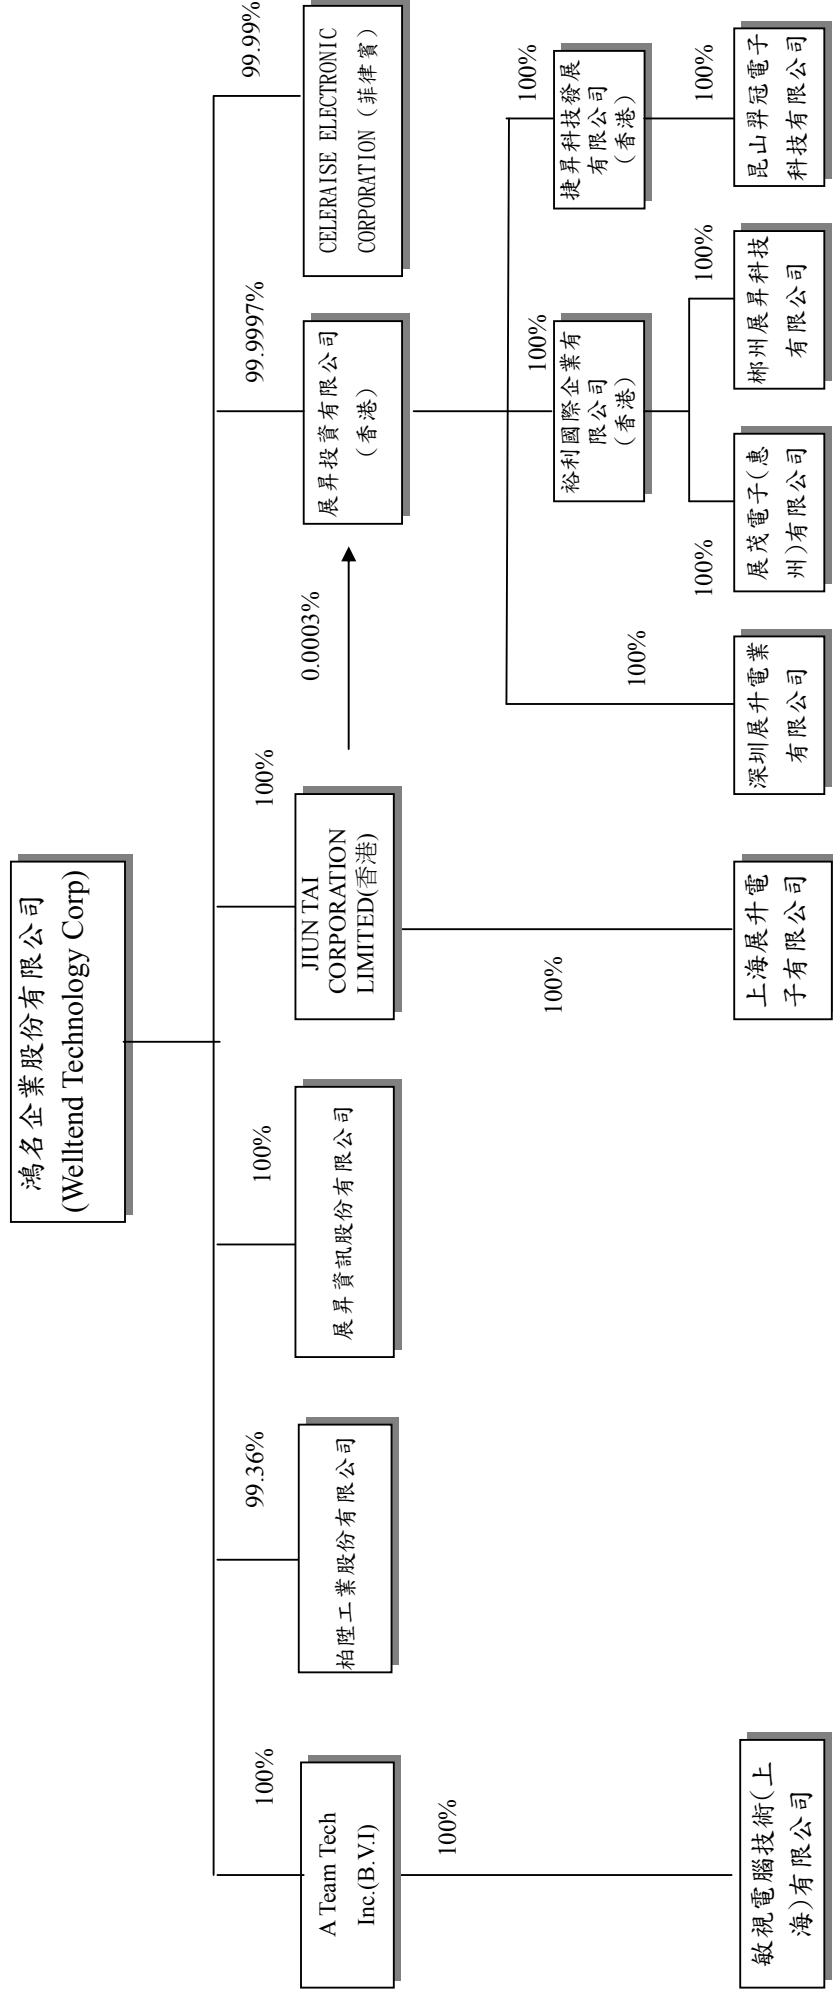 鴻名企業股份有限公司
(Welltend Technology Corp)
100%
99.36%
100%
100%
99.9997%
99.99%
A Team Tech
Inc.(B.V.I)
柏陞工業股份有限公司
展昇資訊股份有限公司
JIUN TAI
CORPORATION
LIMITED(香港)
0.0003%
展昇投資有限公司
(香港)
CELERAISE ELECTRONIC
CORPORATION (菲律賓)
100%
100%
100%
100%
100%
裕利國際企業有
限公司
(香港)
捷昇科技發展
有限公司
(香港)
100%
100%
100%
敏視電腦技術(上
海)有限公司
上海展升電
子有限公司
深圳展升電業
有限公司
展茂電子(惠
州)有限公司
郴州展昇科技
有限公司
昆山羿冠電子
科技有限公司